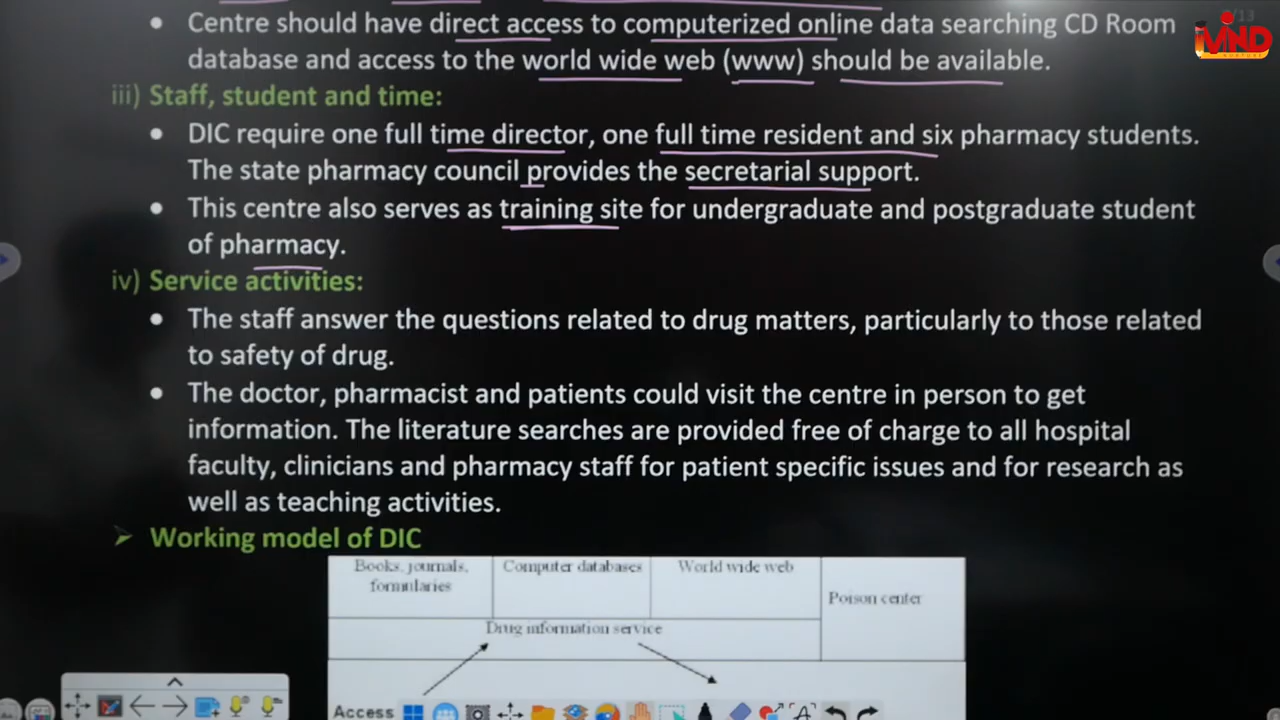 /13
MIND
• Centre should have direct access to computerized online data searching CD Room
database and access to the world wide web (www) should be available.
iii) Staff, student and time:
• DIC require one full time director, one full time resident and six pharmacy students.
The state pharmacy council provides the secretarial support.
• This centre also serves as training site for undergraduate and postgraduate student
of pharmacy.
iv) Service activities:
• The staff answer the questions related to drug matters, particularly to those related
to safety of drug.
• The doctor, pharmacist and patients could visit the centre in person to get
information. The literature searches are provided free of charge to all hospital
faculty, clinicians and pharmacy staff for patient specific issues and for research as
well as teaching activities.
➢ Working model of DIC
Books, journals,
formularies
Computer databases
World wide web
Poison center
Drug information service
Access